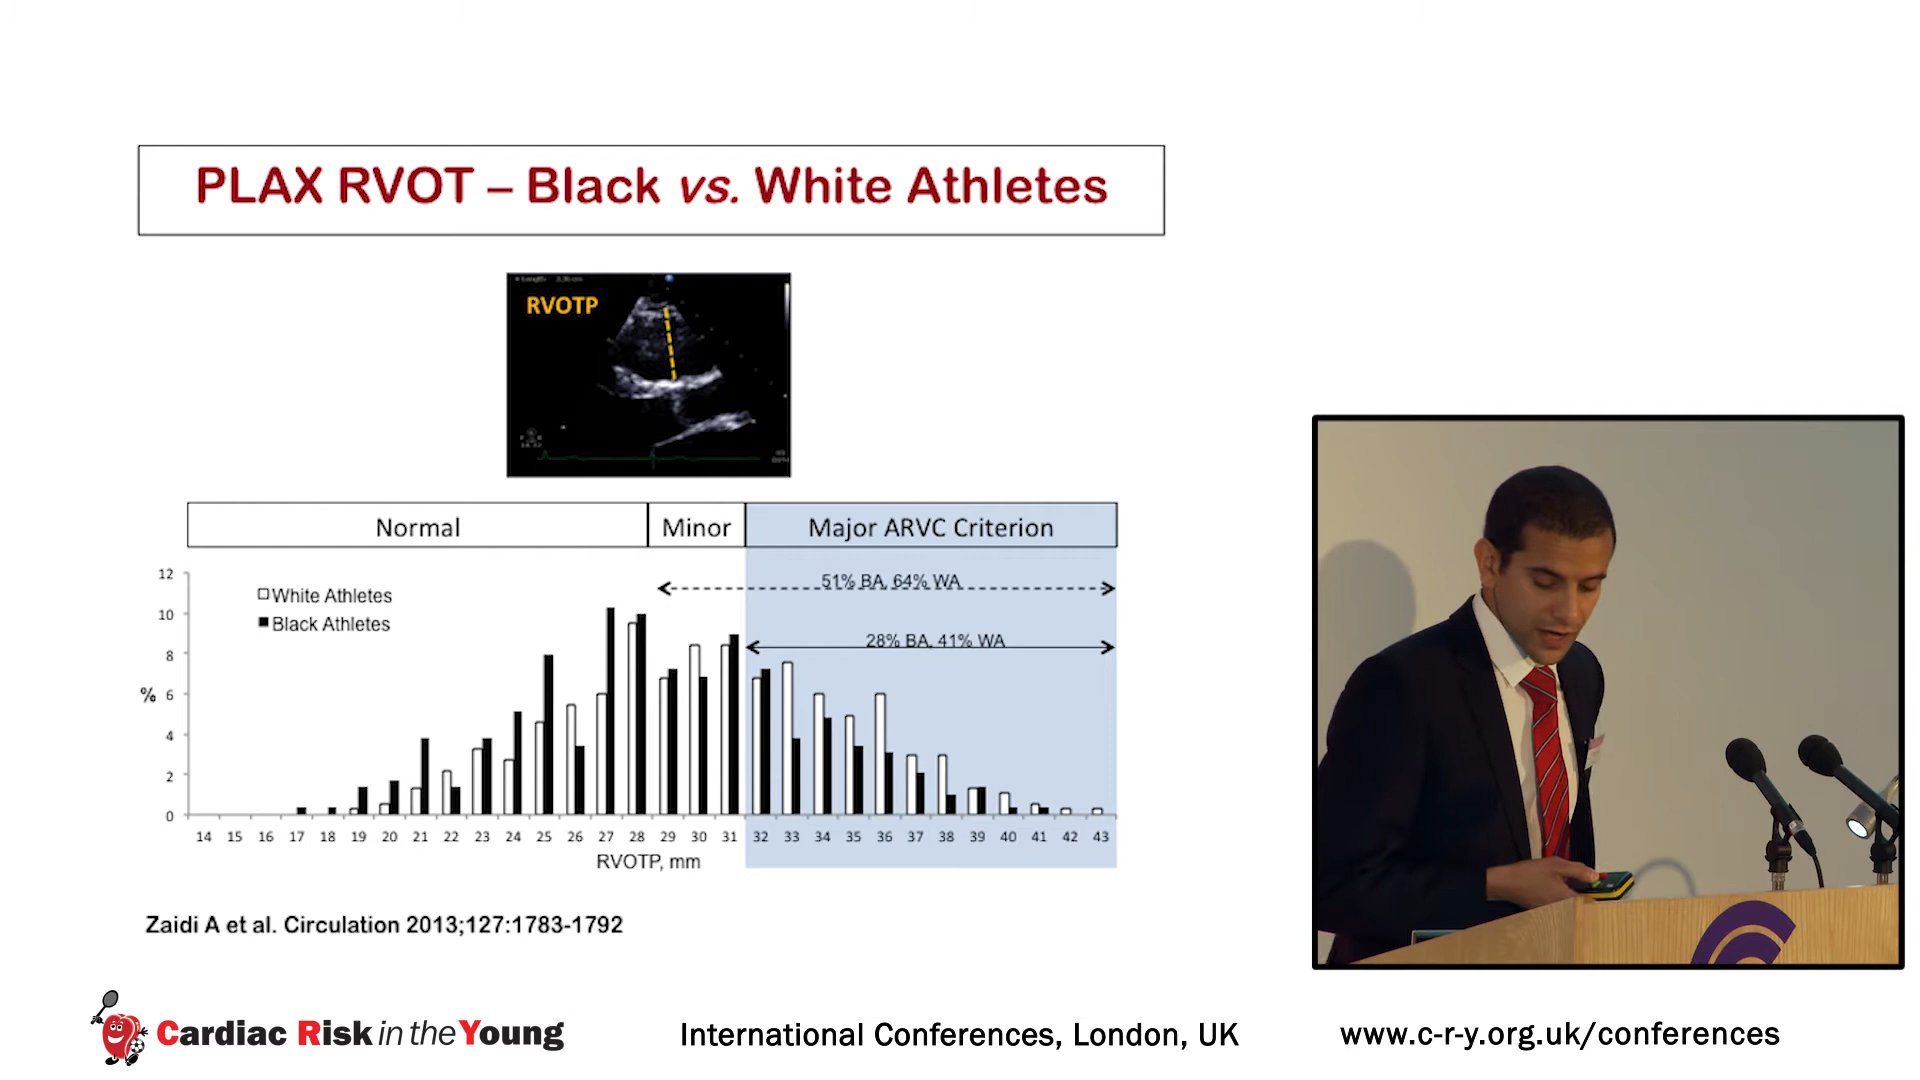 PLAX RVOT – Black vs. White Athletes
RVOTP
Normal
Minor
Major ARVC Criterion
51% BA, 64% WA
28% BA, 41% WA
White Athletes
Black Athletes
12
10
8
%
6
4
2
0
14 15 16 17 18 19 20 21 22 23 24 25 26 27 28 29 30 31 32 33 34 35 36 37 38 39 40 41 42 43
RVOTP, mm
Zaidi A et al. Circulation 2013;127:1783-1792
Cardiac Risk in the Young
International Conferences, London, UK
www.c-r-y.org.uk/conferences